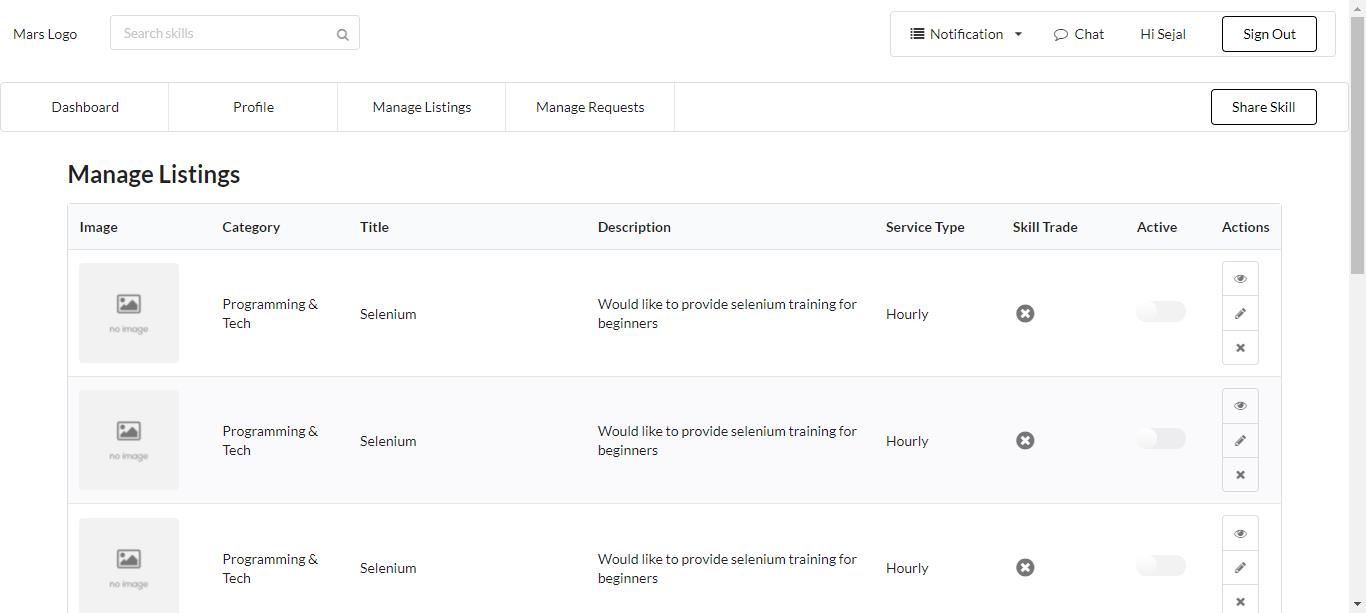 Mars Logo
Search skills
Notification
Chat
Hi Sejal
Sign Out
Dashboard
Profile
Manage Listings
Manage Requests
Share Skill
Manage Listings
Image Category Title Description Service Type Skill Trade Active Actions
no image
Programming &
Tech
Selenium
Would like to provide selenium training for
beginners
Hourly
no image
Programming &
Tech
Selenium
Would like to provide selenium training for
beginners
Hourly
no image
Programming &
Tech
Selenium
Would like to provide selenium training for
beginners
Hourly